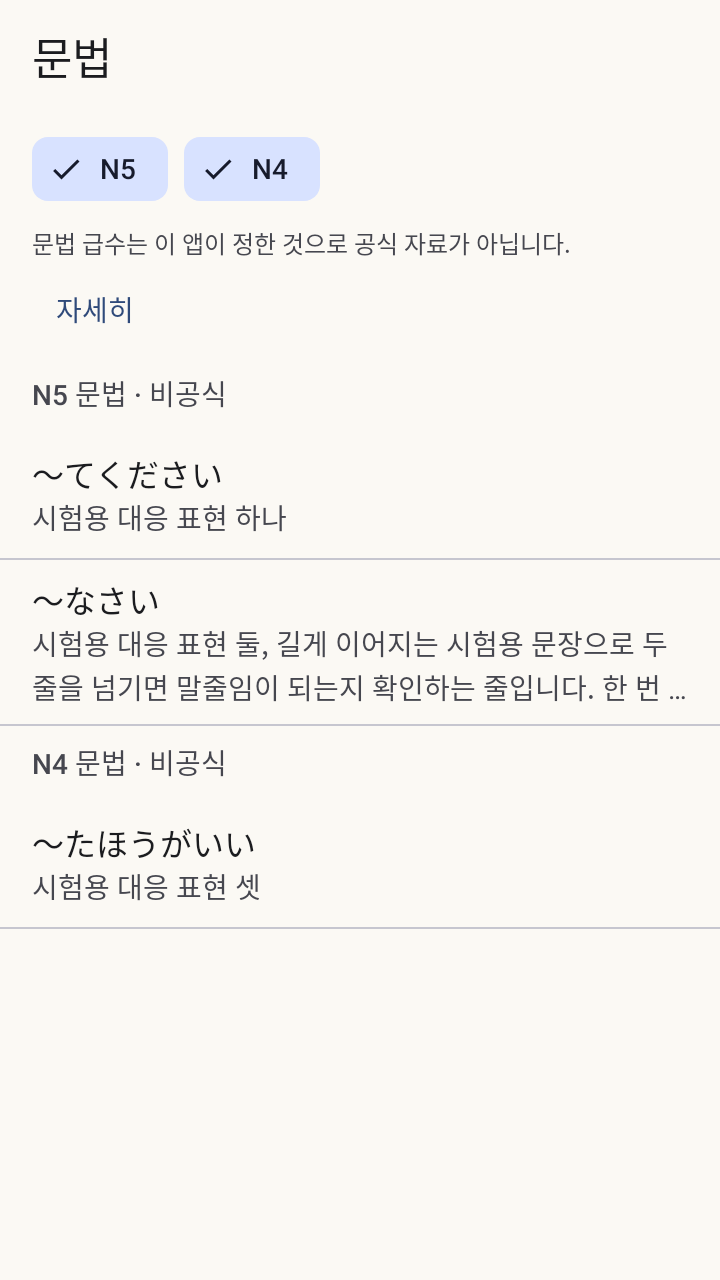 문법
N5
N4
문법 급수는 이 앱이 정한 것으로 공식 자료가 아닙니다.
자세히
N5 문법 · 비공식
〜てください
시험용 대응 표현 하나
〜なさい
시험용 대응 표현 둘, 길게 이어지는 시험용 문장으로 두
줄을 넘기면 말줄임이 되는지 확인하는 줄입니다. 한 번 ...
N4 문법 · 비공식
〜たほうがいい
시험용 대응 표현 셋